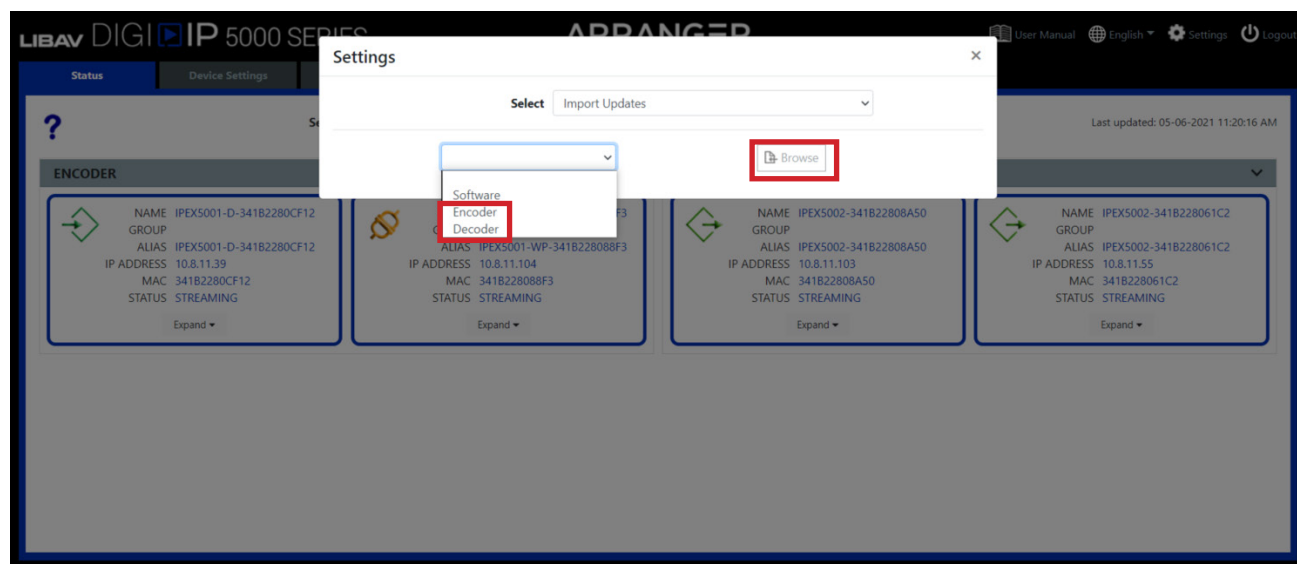 LIBAV DIGI IP 5000 SERIES
ARRANGER
User Manual English Settings Logout
Status Device Settings
Settings ×
Select Import Updates
Last updated: 05-06-2021 11:20:16 AM
Browse
Software
Encoder
Decoder
ENCODER
NAME IPEX5001-D-341B2280CF12
GROUP
ALIAS IPEX5001-D-341B2280CF12
IP ADDRESS 10.8.11.39
MAC 341B2280CF12
STATUS STREAMING
Expand
F3
ALIAS IPEX5001-WP-341B228088F3
IP ADDRESS 10.8.11.104
MAC 341B228088F3
STATUS STREAMING
Expand
NAME IPEX5002-341B22808A50
GROUP
ALIAS IPEX5002-341B22808A50
IP ADDRESS 10.8.11.103
MAC 341B22808A50
STATUS STREAMING
Expand
NAME IPEX5002-341B228061C2
GROUP
ALIAS IPEX5002-341B228061C2
IP ADDRESS 10.8.11.55
MAC 341B228061C2
STATUS STREAMING
Expand